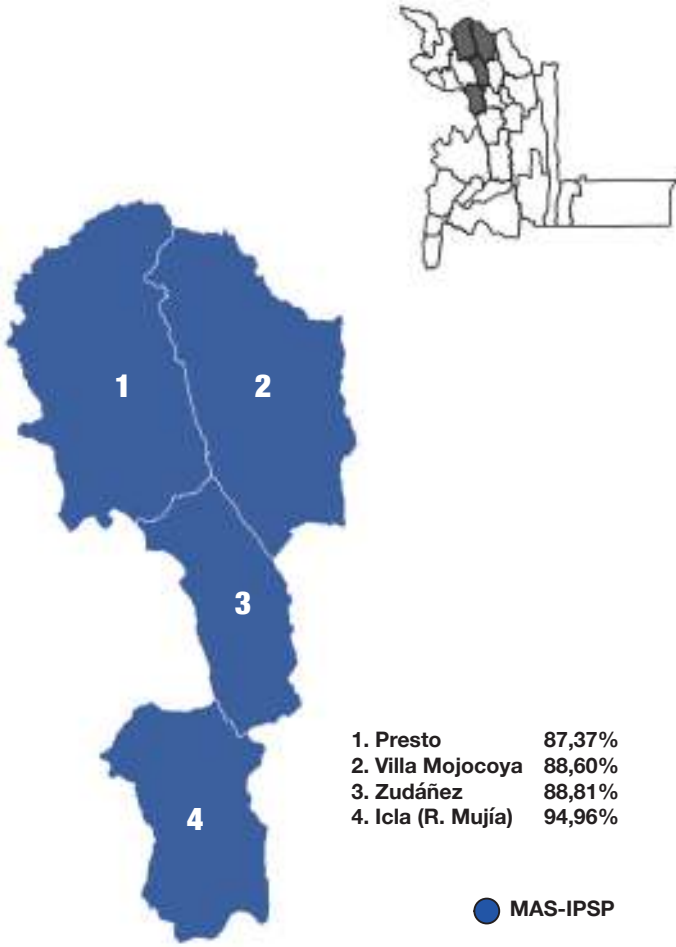 1
2
3
4
1. Presto 87,37%
2. Villa Mojocoya 88,60%
3. Zudáñez 88,81%
4. Icla (R. Mujía) 94,96%
MAS-IPSP